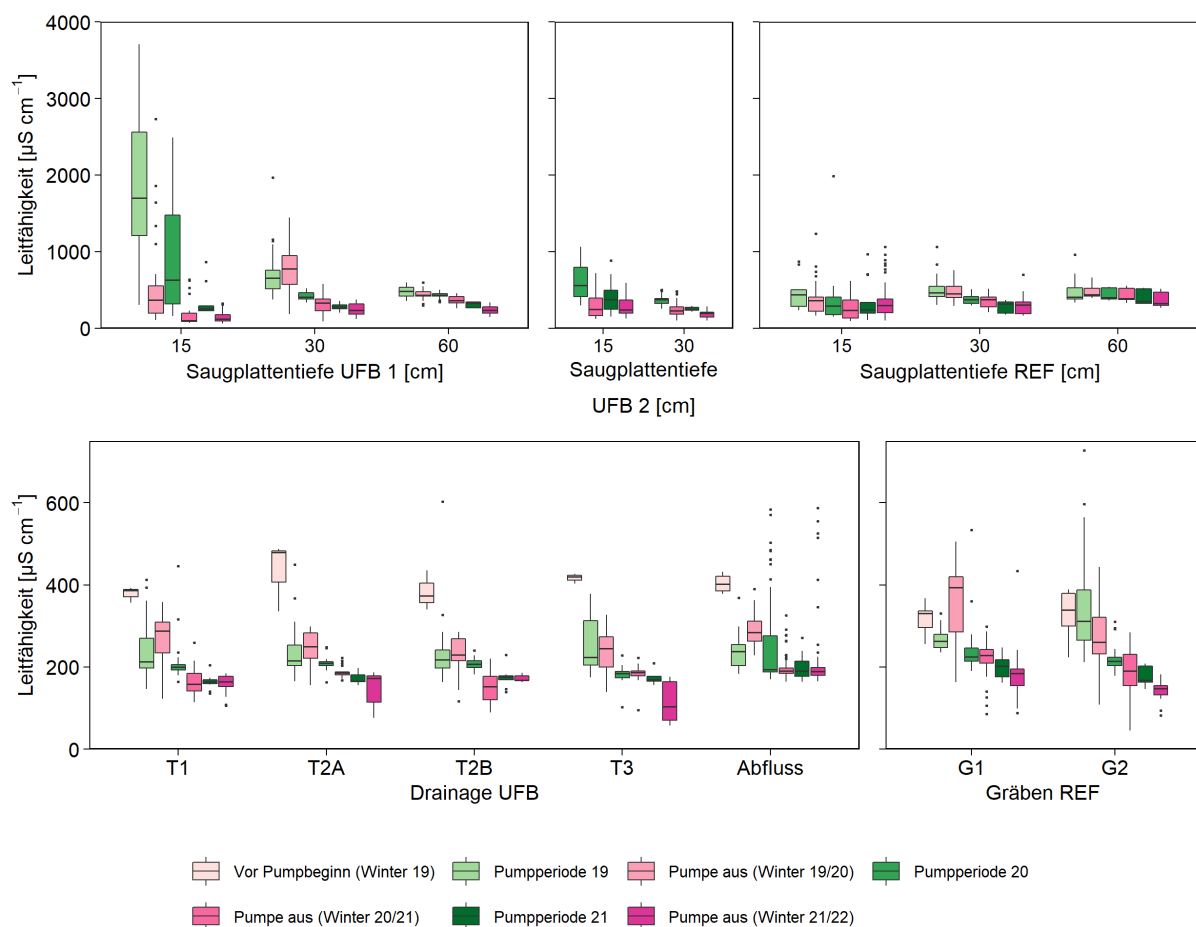 4000
3000
2000
1000
0
Leitfähigkeit [µS cm⁻¹]
15 30 60
Saugplattentiefe UFB 1 [cm]
15 30
Saugplattentiefe
UFB 2 [cm]
15 30 60
Saugplattentiefe REF [cm]
600
400
200
0
Leitfähigkeit [µS cm⁻¹]
T1 T2A T2B T3 Abfluss
Drainage UFB
G1 G2
Gräben REF
Vor Pumpbeginn (Winter 19) Pumpperiode 19 Pumpe aus (Winter 19/20) Pumpperiode 20
Pumpe aus (Winter 20/21) Pumpperiode 21 Pumpe aus (Winter 21/22)